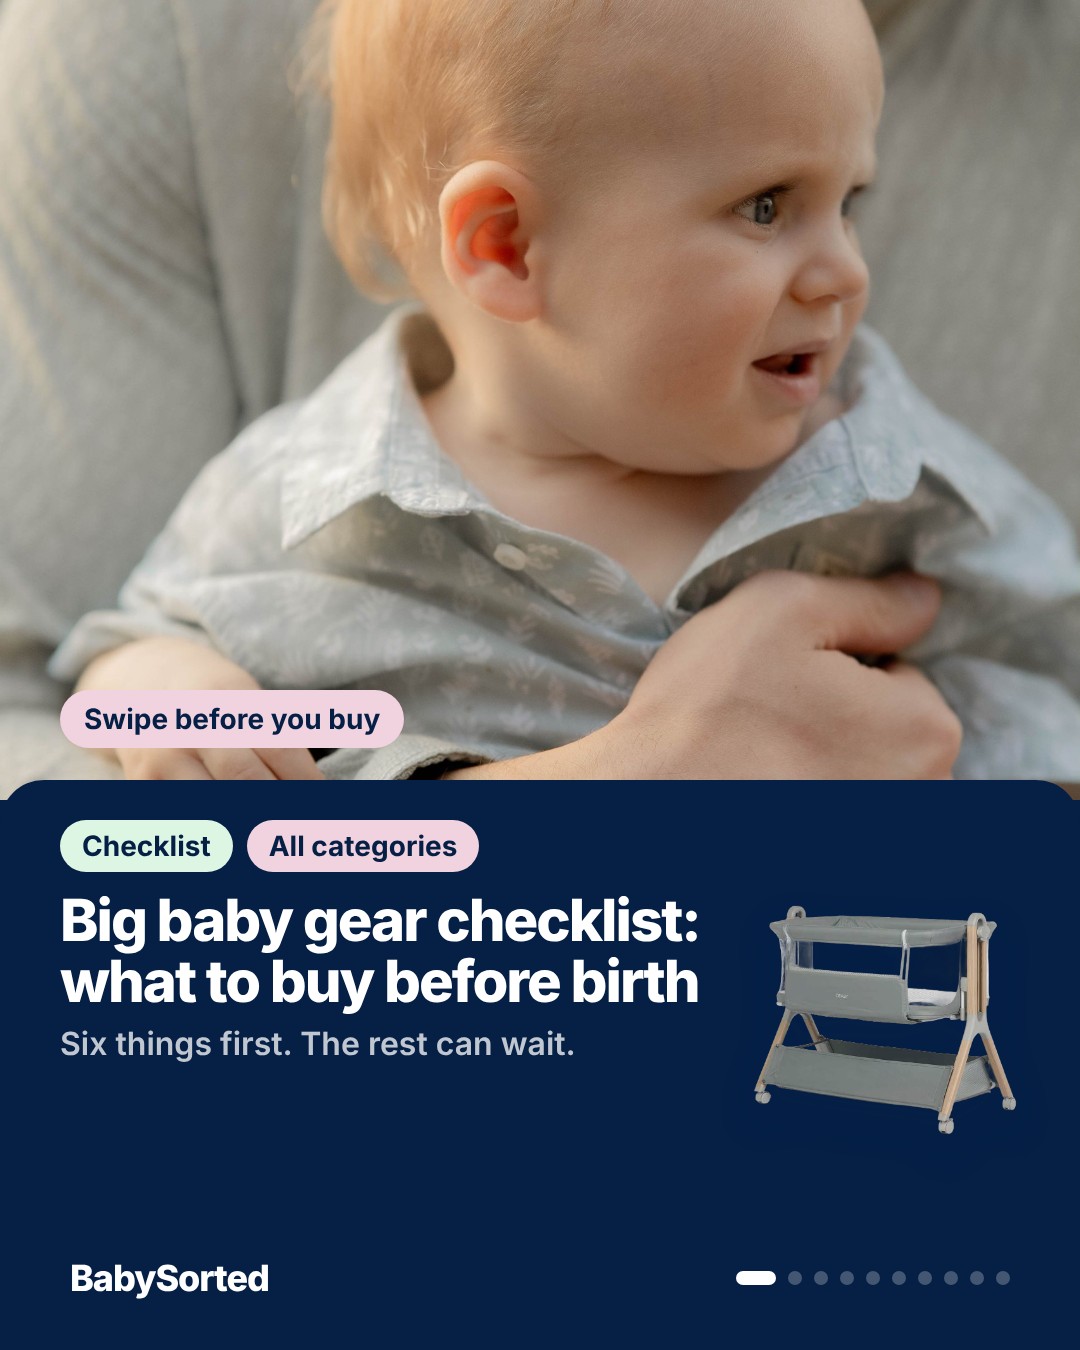 Swipe before you buy
Checklist
All categories
Big baby gear checklist:
what to buy before birth
Six things first. The rest can wait.
BabySorted